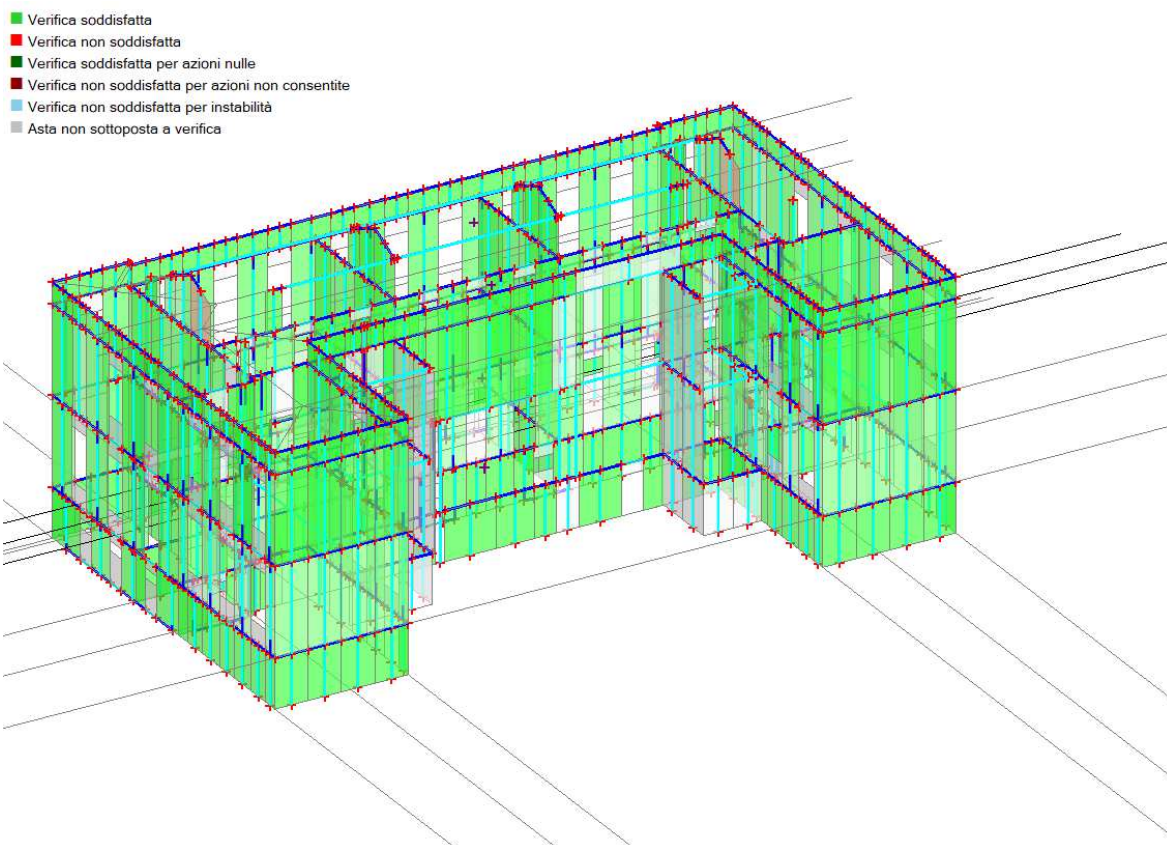 Verifica soddisfatta
Verifica non soddisfatta
Verifica soddisfatta per azioni nulle
Verifica non soddisfatta per azioni non consentite
Verifica non soddisfatta per instabilità
Asta non sottoposta a verifica